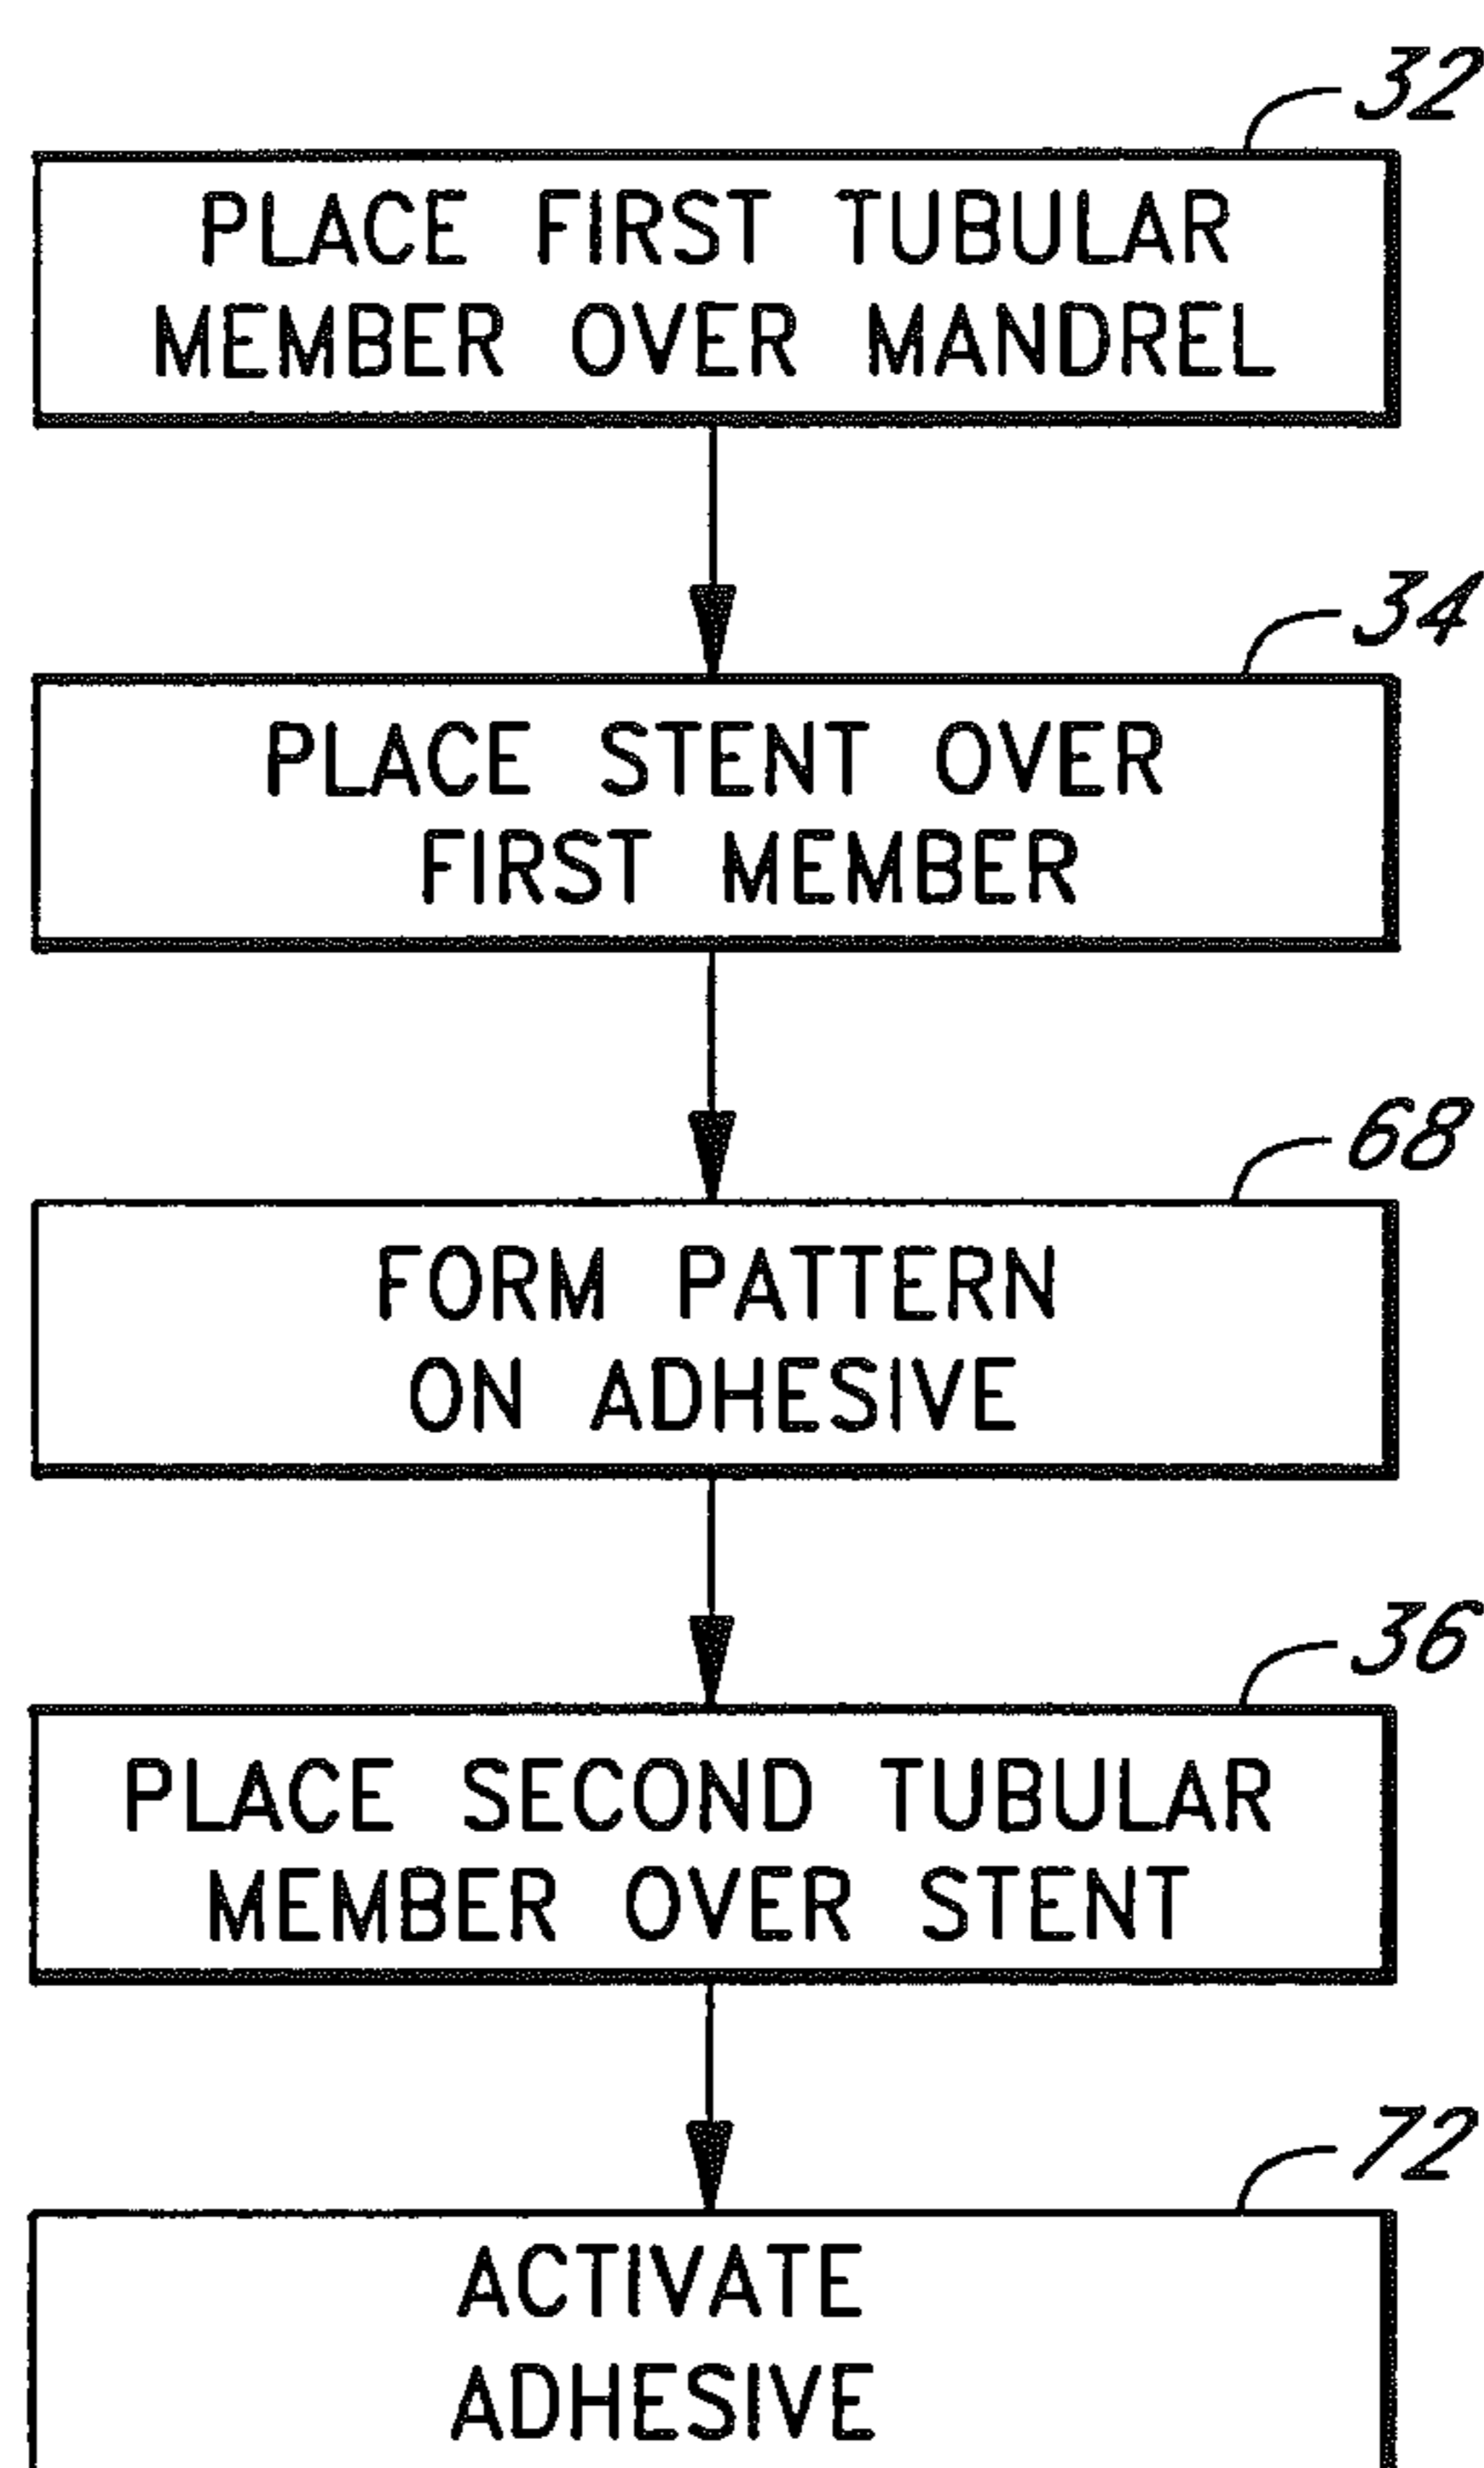 32
PLACE FIRST TUBULAR
MEMBER OVER MANDREL
34
PLACE STENT OVER
FIRST MEMBER
68
FORM PATTERN
ON ADHESIVE
36
PLACE SECOND TUBULAR
MEMBER OVER STENT
72
ACTIVATE
ADHESIVE